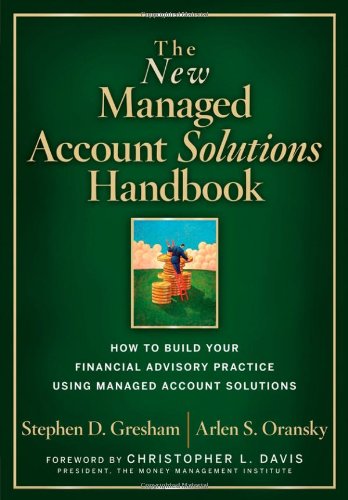 The
New
Managed
Account Solutions
Handbook
HOW TO BUILD YOUR
FINANCIAL ADVISORY PRACTICE
USING MANAGED ACCOUNT SOLUTIONS
Stephen D. Gresham | Arlen S. Oransky
FOREWORD BY CHRISTOPHER L. DAVIS
PRESIDENT, THE MONEY MANAGEMENT INSTITUTE